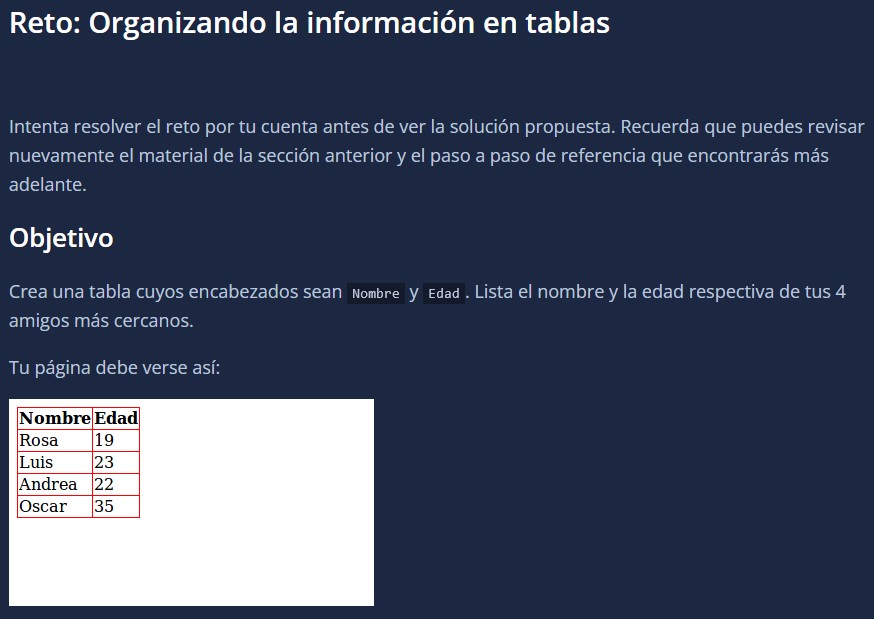 Reto: Organizando la información en tablas
Intenta resolver el reto por tu cuenta antes de ver la solución propuesta. Recuerda que puedes revisar
nuevamente el material de la sección anterior y el paso a paso de referencia que encontrarás más
adelante.
Objetivo
Crea una tabla cuyos encabezados sean Nombre y Edad. Lista el nombre y la edad respectiva de tus 4
amigos más cercanos.
Tu página debe verse así:
Nombre Edad
Rosa 19
Luis 23
Andrea 22
Oscar 35